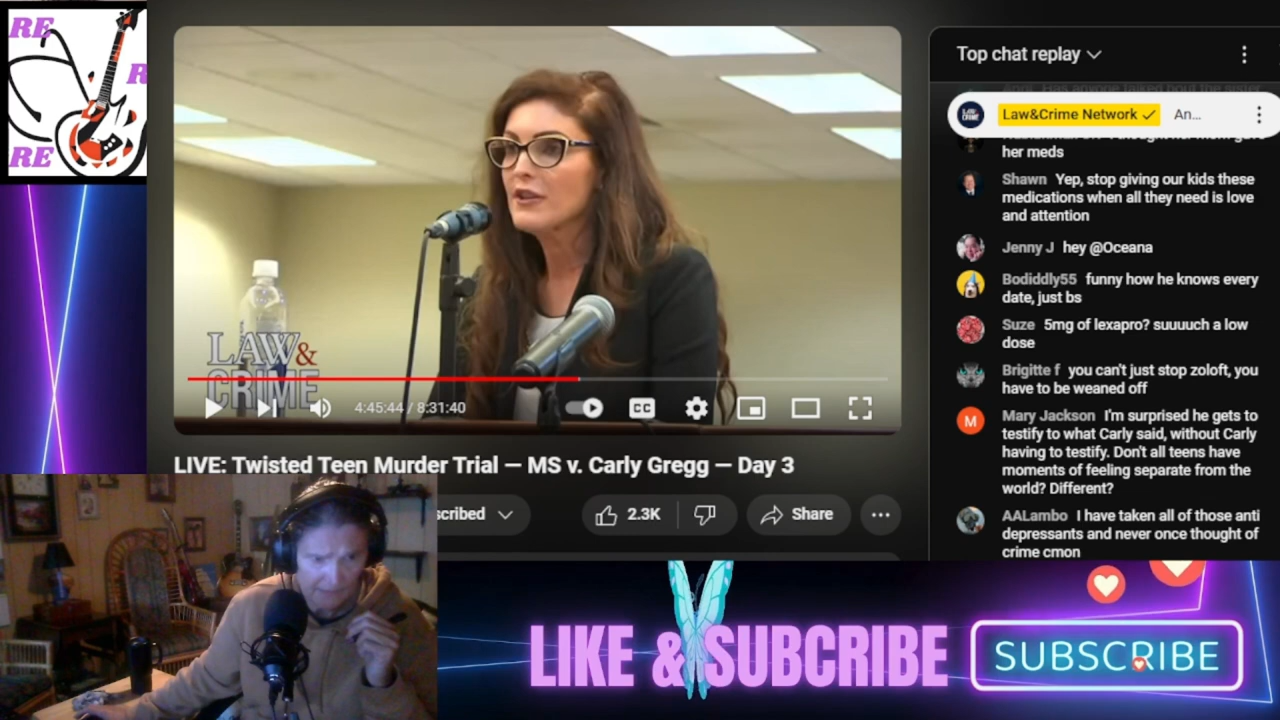 RE
R
RE
LAW&
CRIME
4:45:44 / 8:31:40
CC
LIVE: Twisted Teen Murder Trial — MS v. Carly Gregg — Day 3
scribed
2.3K
Share
Top chat replay
Law&Crime Network
An...
her meds
Shawn Yep, stop giving our kids these
medications when all they need is love
and attention
Jenny J hey @Oceana
Bodiddly55 funny how he knows every
date, just bs
Suze 5mg of lexapro? suuuuch a low
dose
Brigitte f you can't just stop zoloft, you
have to be weaned off
M
Mary Jackson I'm surprised he gets to
testify to what Carly said, without Carly
having to testify. Don't all teens have
moments of feeling separate from the
world? Different?
AALambo I have taken all of those anti
depressants and never once thought of
crime cmon
LIKE & SUBCRIBE
SUBSCRIBE